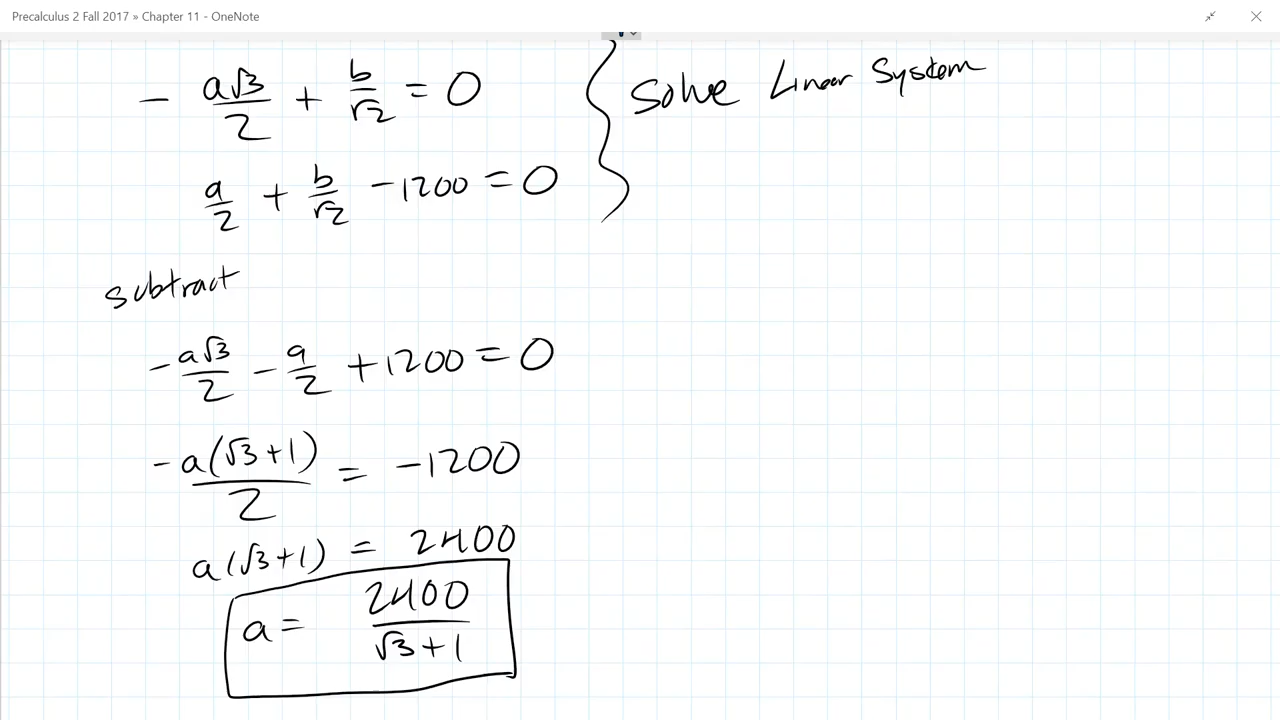 Precalculus 2 Fall 2017 » Chapter 11 - OneNote
- a√3/2 + b/√2 = 0
Solve Linear System
a/2 + b/√2 - 1200 = 0
subtract
- a√3/2 - a/2 + 1200 = 0
- a(√3+1)/2 = -1200
a(√3+1) = 2400
a = 2400/√3+1